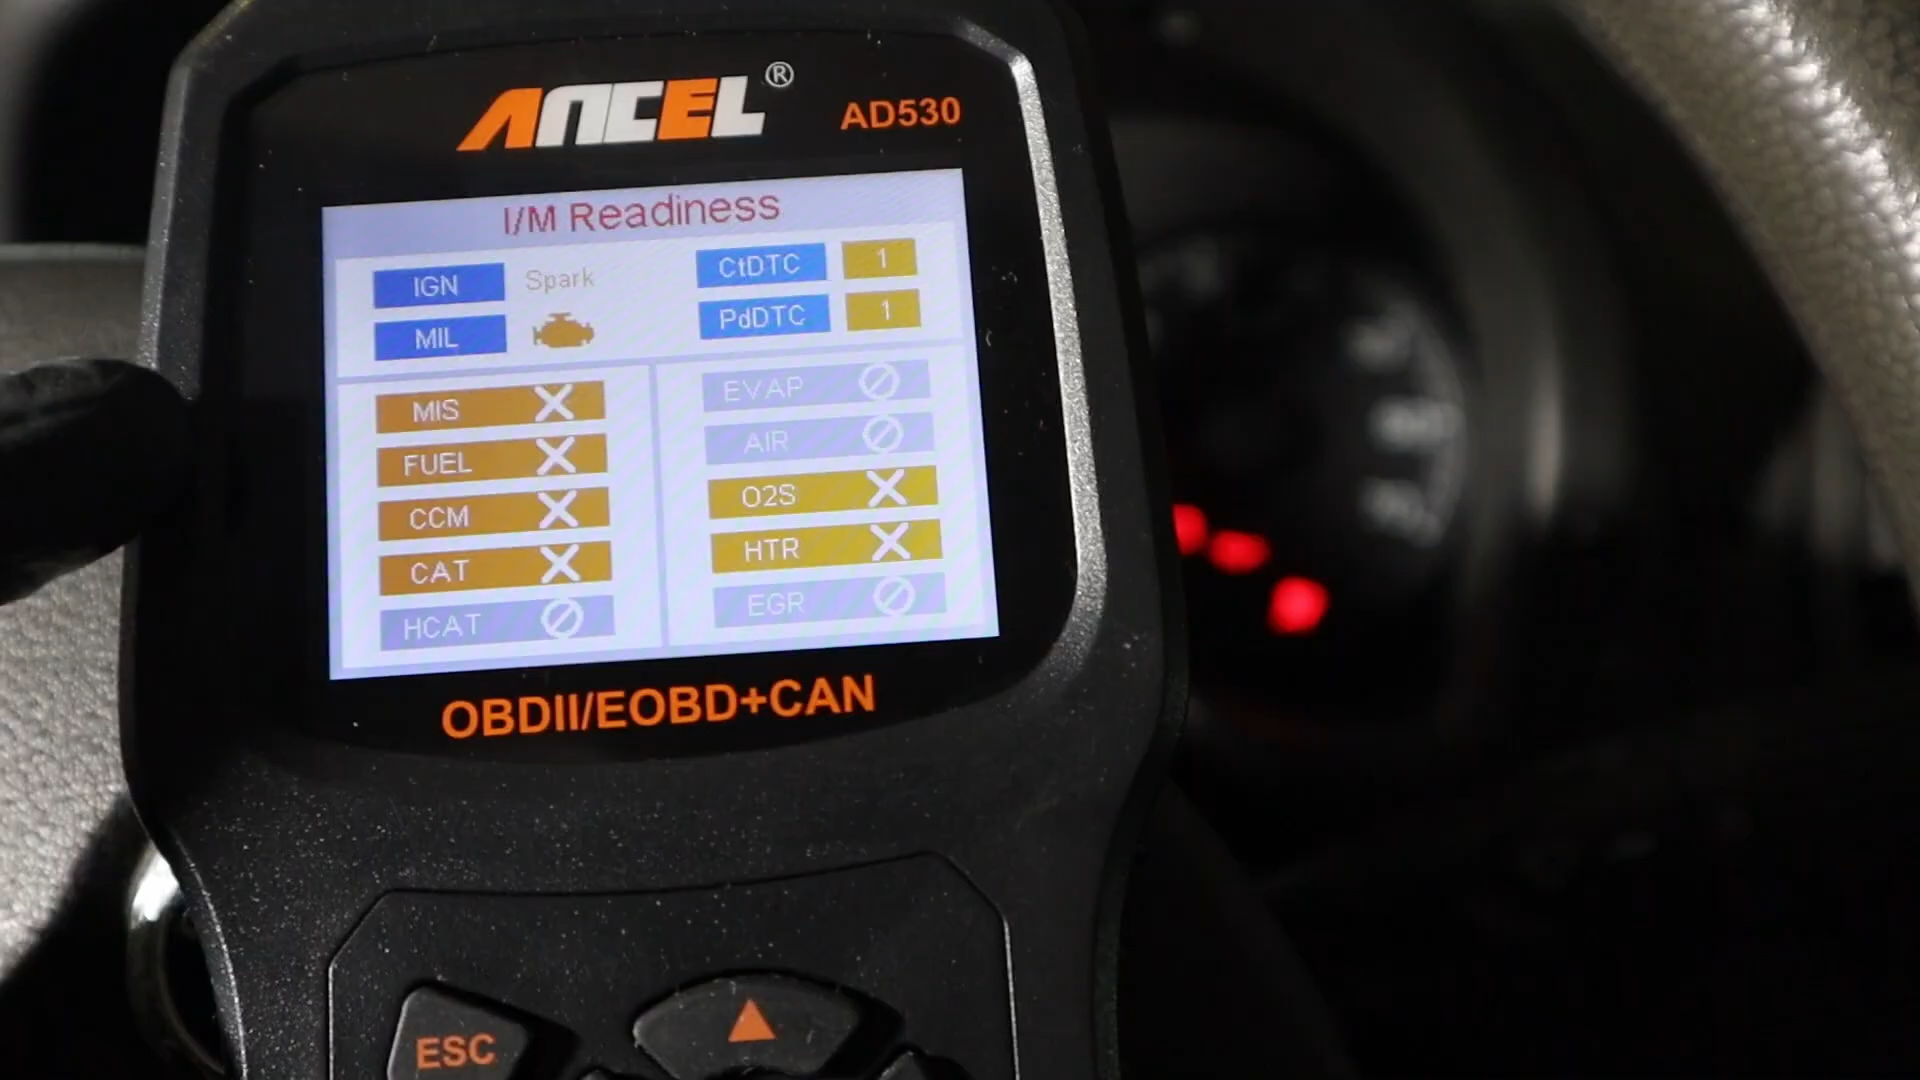 ANCEL®
AD530
I/M Readiness
IGN Spark
CtDTC 1
MIL
PdDTC 1
MIS
FUEL
CCM
CAT
HCAT
EVAP
AIR
O2S
HTR
EGR
OBDII/EOBD+CAN
ESC